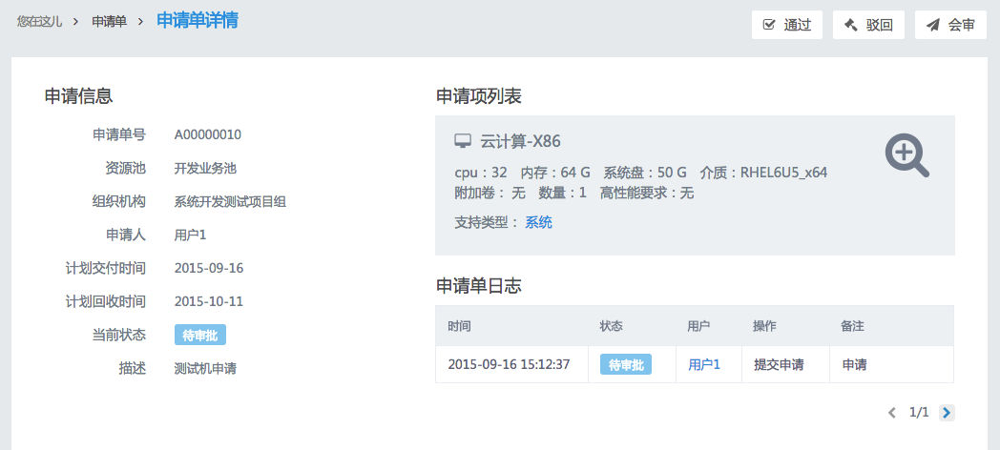 您在这儿 > 申请单 > 申请单详情
通过 驳回 会审
申请信息
申请单号 A00000010
资源池 开发业务池
组织机构 系统开发测试项目组
申请人 用户1
计划交付时间 2015-09-16
计划回收时间 2015-10-11
当前状态 待审批
描述 测试机申请
申请项列表
云计算-X86
cpu：32 内存：64 G 系统盘：50 G 介质：RHEL6U5_x64
附加卷： 无 数量：1 高性能要求：无
支持类型： 系统
申请单日志
时间 状态 用户 操作 备注
2015-09-16 15:12:37 待审批 用户1 提交申请 申请
1/1